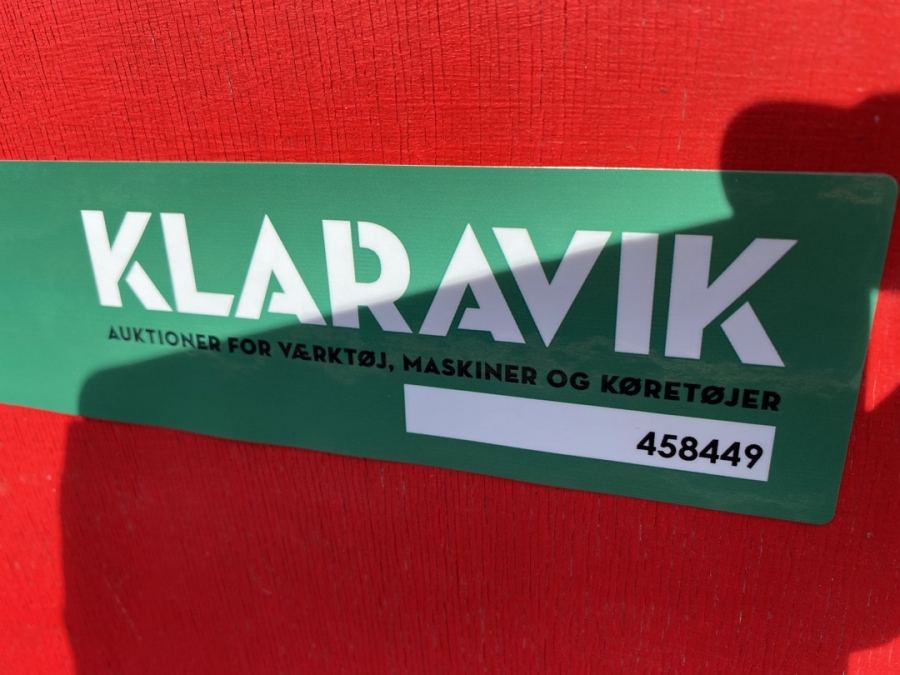 KLARAVIK
AUKTIONER FOR VÆRKTØJ, MASKINER OG KØRETØJER
458449